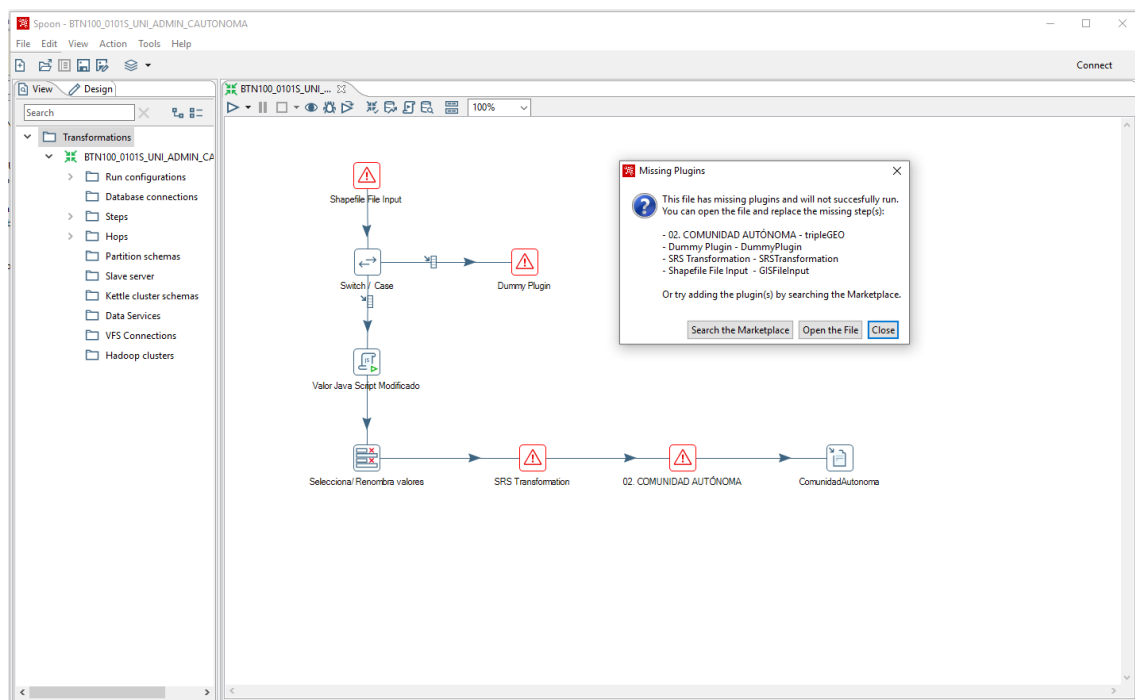 Spoon - BTN100_0101S_UNI_ADMIN_CAUTONOMA
File Edit View Action Tools Help
Connect
View Design
BTN100_0101S_UNI_...
Search
100%
Transformations
BTN100_0101S_UNI_ADMIN_CA
Run configurations
Database connections
Steps
Hops
Partition schemas
Slave server
Kettle cluster schemas
Data Services
VFS Connections
Hadoop clusters
Shapefile File Input
Switch / Case
Dummy Plugin
Valor Java Script Modificado
Selecciona/Renombra valores
SRS Transformation
02. COMUNIDAD AUTÓNOMA
ComunidadAutonoma
Missing Plugins
This file has missing plugins and will not succesfully run.
You can open the file and replace the missing step(s):
- 02. COMUNIDAD AUTÓNOMA - tripleGEO
- Dummy Plugin - DummyPlugin
- SRS Transformation - SRSTransformation
- Shapefile File Input - GISFileInput
Or try adding the plugin(s) by searching the Marketplace.
Search the Marketplace Open the File Close